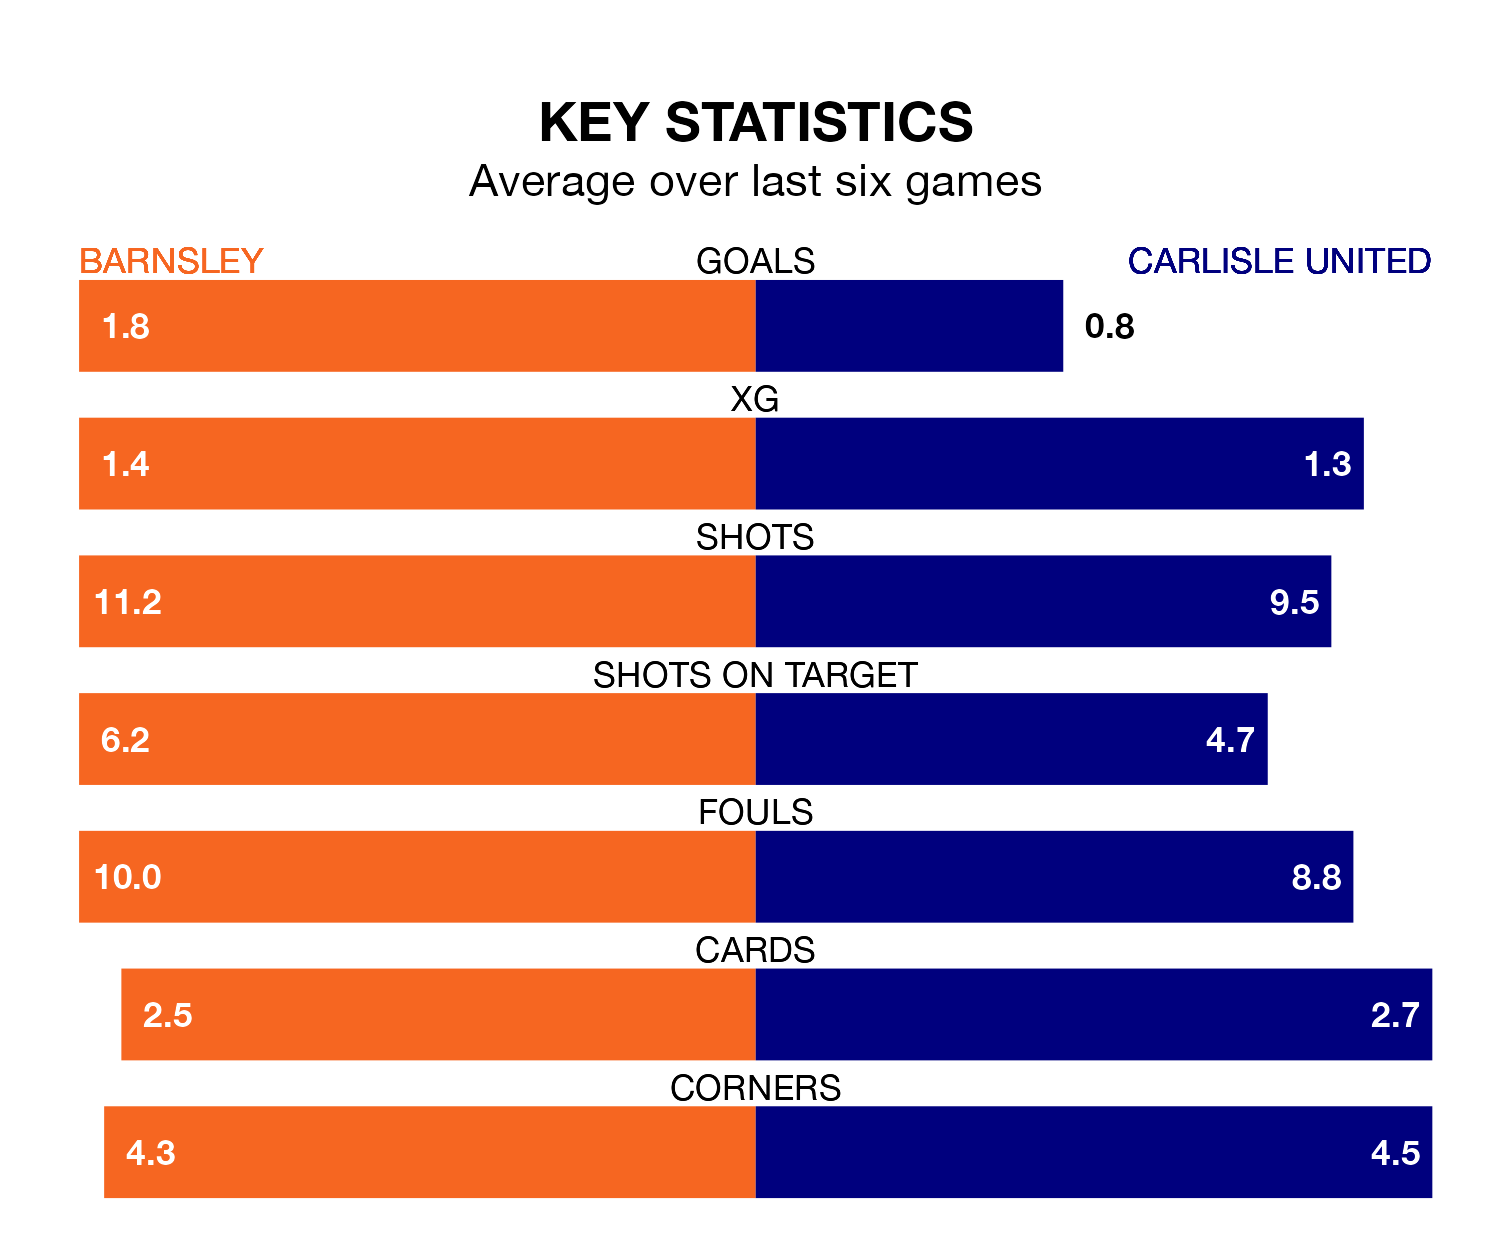 KEY STATISTICS
Average over last six games
BARNSLEY GOALS CARLISLE UNITED
1.8 0.8
XG
1.4 1.3
SHOTS
11.2 9.5
SHOTS ON TARGET
6.2 4.7
FOULS
10.0 8.8
CARDS
2.5 2.7
CORNERS
4.3 4.5